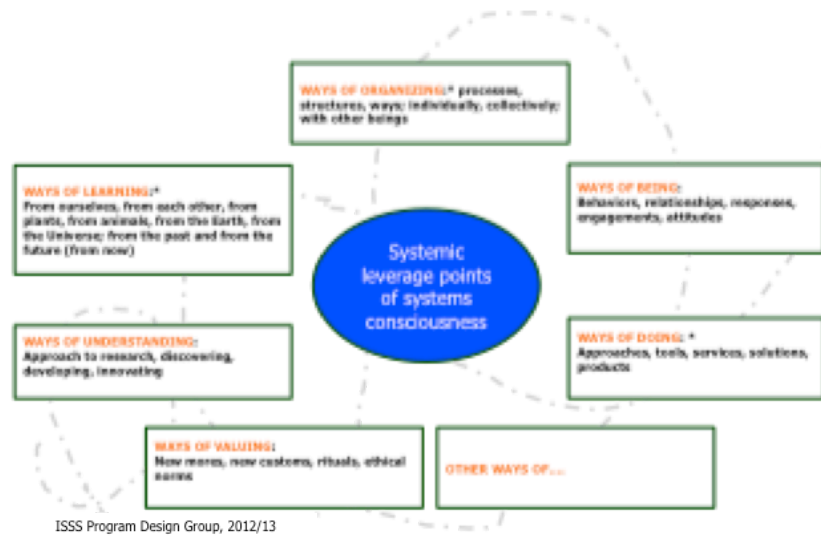 WAYS OF ORGANIZING:* processes,
structures, ways; individually, collectively;
with other beings
WAYS OF LEARNING:*
From ourselves, from each other, from
plants, from animals, from the Earth, from
the Universe; from the past and from the
future (from now)
WAYS OF BEING:
Behaviors, relationships, responses,
engagements, attitudes
Systemic
leverage points
of systems
consciousness
WAYS OF UNDERSTANDING:
Approach to research, discovering,
developing, innovating
WAYS OF DOING: *
Approaches, tools, services, solutions,
products
WAYS OF VALUING:
New mores, new customs, rituals, ethical
norms
OTHER WAYS OF...
ISSS Program Design Group, 2012/13